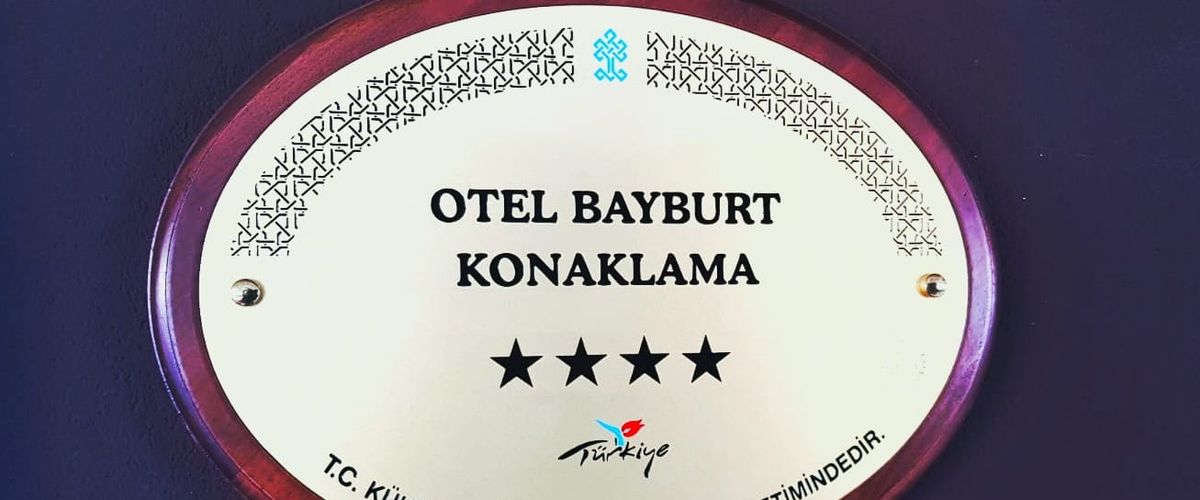 OTEL BAYBURT
KONAKLAMA
Türkiye
T.C.